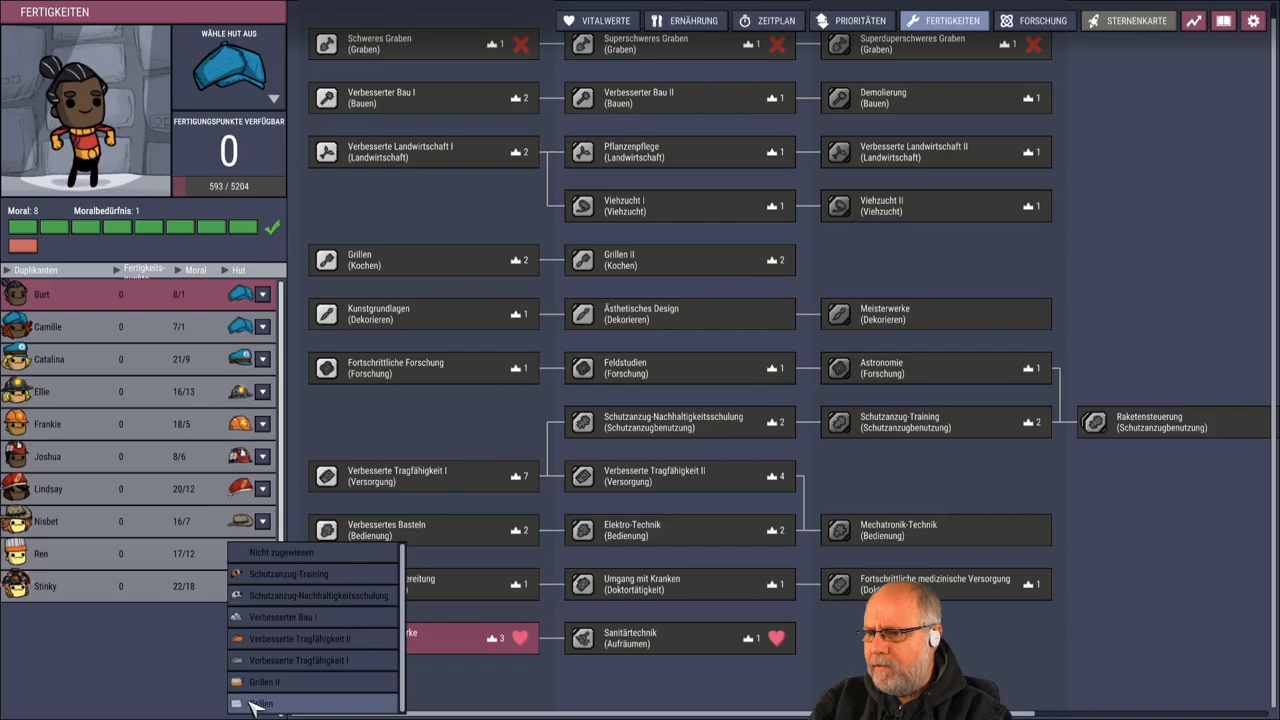 FERTIGKEITEN
VITALWERTE
ERNÄHRUNG
ZEITPLAN
PRIORITÄTEN
FERTIGKEITEN
FORSCHUNG
STERNENKARTE
WÄHLE HUT AUS
FERTIGUNGSPUNKTE VERFÜGBAR
0
593 / 5204
Moral: 8
Moralbedürfnis: 1
Duplikanten Fertigkeits- Moral Hut
Burt 0 8/1
Camille 0 7/1
Catalina 0 21/9
Ellie 0 16/13
Frankie 0 18/5
Joshua 0 8/6
Lindsay 0 20/12
Nisbet 0 16/7
Ren 0 17/12
Stinky 0 22/18
Nicht zugewiesen
Schutzanzug-Training
Schutzanzug-Nachhaltigkeitsschulung
Verbesserter Bau I
Verbesserte Tragfähigkeit II
Verbesserte Tragfähigkeit I
Grillen II
Schweres Graben 1
(Graben)
Superschweres Graben 1
(Graben)
Superduperschweres Graben 1
(Graben)
Verbesserter Bau I 2
(Bauen)
Verbesserter Bau II 1
(Bauen)
Demolierung 1
(Bauen)
Verbesserte Landwirtschaft I 2
(Landwirtschaft)
Pflanzenpflege 1
(Landwirtschaft)
Verbesserte Landwirtschaft II 1
(Landwirtschaft)
Viehzucht I 1
(Viehzucht)
Viehzucht II 1
(Viehzucht)
Grillen 2
(Kochen)
Grillen II 2
(Kochen)
Kunstgrundlagen 1
(Dekorieren)
Ästhetisches Design
(Dekorieren)
Meisterwerke
(Dekorieren)
Fortschrittliche Forschung 1
(Forschung)
Feldstudien 1
(Forschung)
Astronomie 1
(Forschung)
Schutzanzug-Nachhaltigkeitsschulung 2
(Schutzanzugbenutzung)
Schutzanzug-Training 2
(Schutzanzugbenutzung)
Raketensteuerung
(Schutzanzugbenutzung)
Verbesserte Tragfähigkeit I 7
(Versorgung)
Verbesserte Tragfähigkeit II 4
(Versorgung)
Verbessertes Basteln 2
(Bedienung)
Elektro-Technik 2
(Bedienung)
Mechatronik-Technik
(Bedienung)
ereitung 1
Umgang mit Kranken 1
(Doktortätigkeit)
Fortschrittliche medizinische Versorgung 1
rke 3
Sanitärtechnik 1
(Aufräumen)